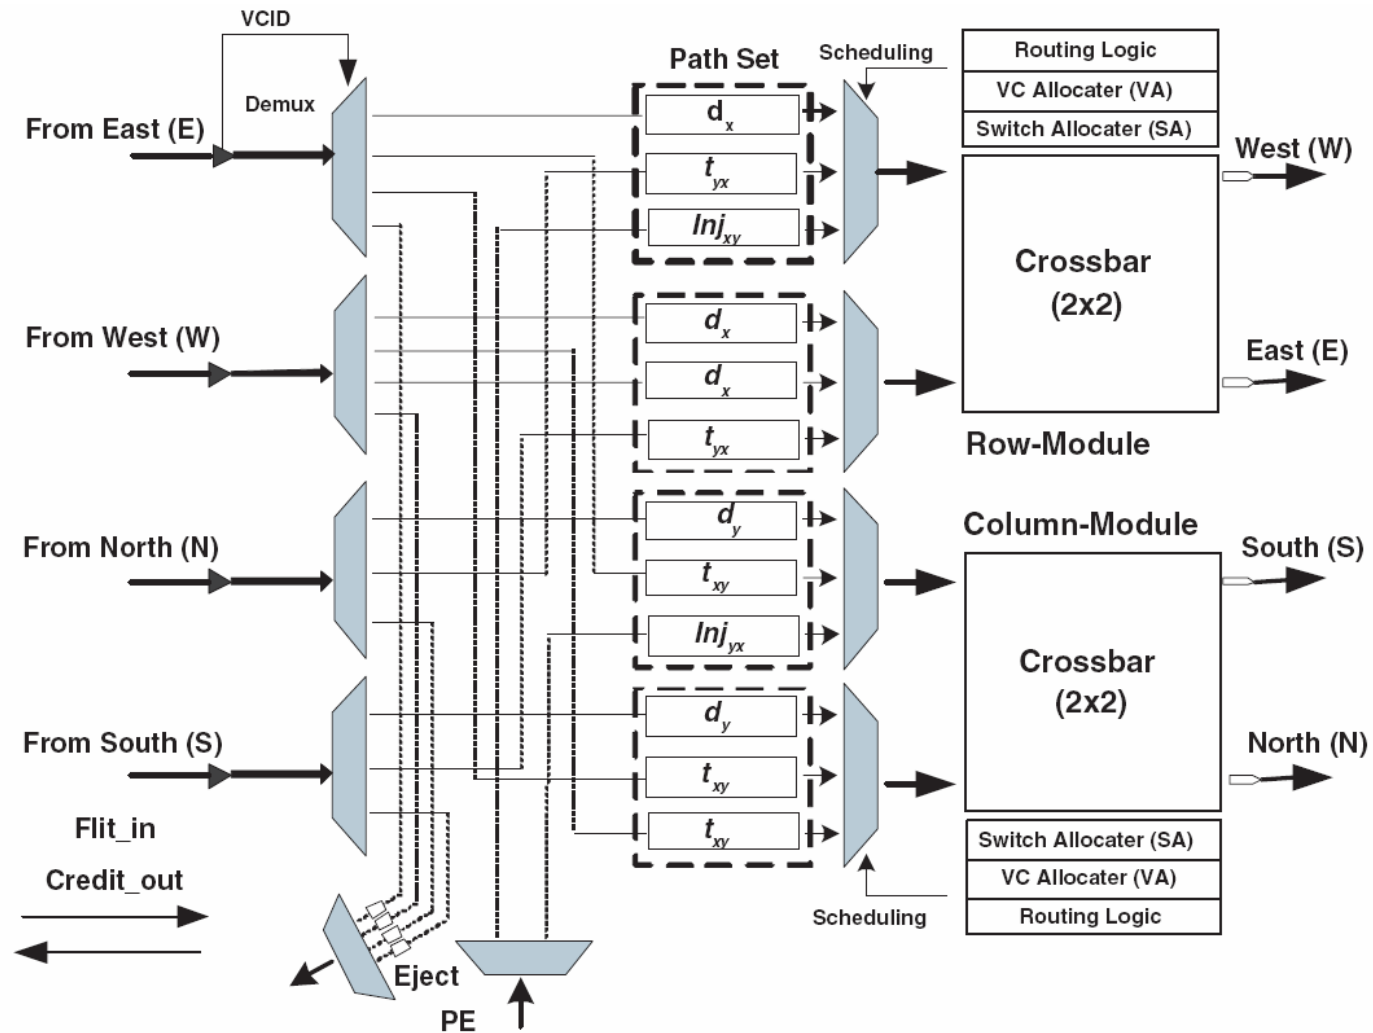 VCID
Demux
From East (E)
From West (W)
From North (N)
From South (S)
Flit_in
Credit_out
Eject
PE
Path Set
dx
tyx
Injxy
dx
dx
tyx
dy
txy
Injyx
dy
txy
txy
Scheduling
Routing Logic
VC Allocater (VA)
Switch Allocater (SA)
Crossbar
(2x2)
West (W)
East (E)
Row-Module
Column-Module
Crossbar
(2x2)
South (S)
North (N)
Switch Allocater (SA)
VC Allocater (VA)
Routing Logic
Scheduling